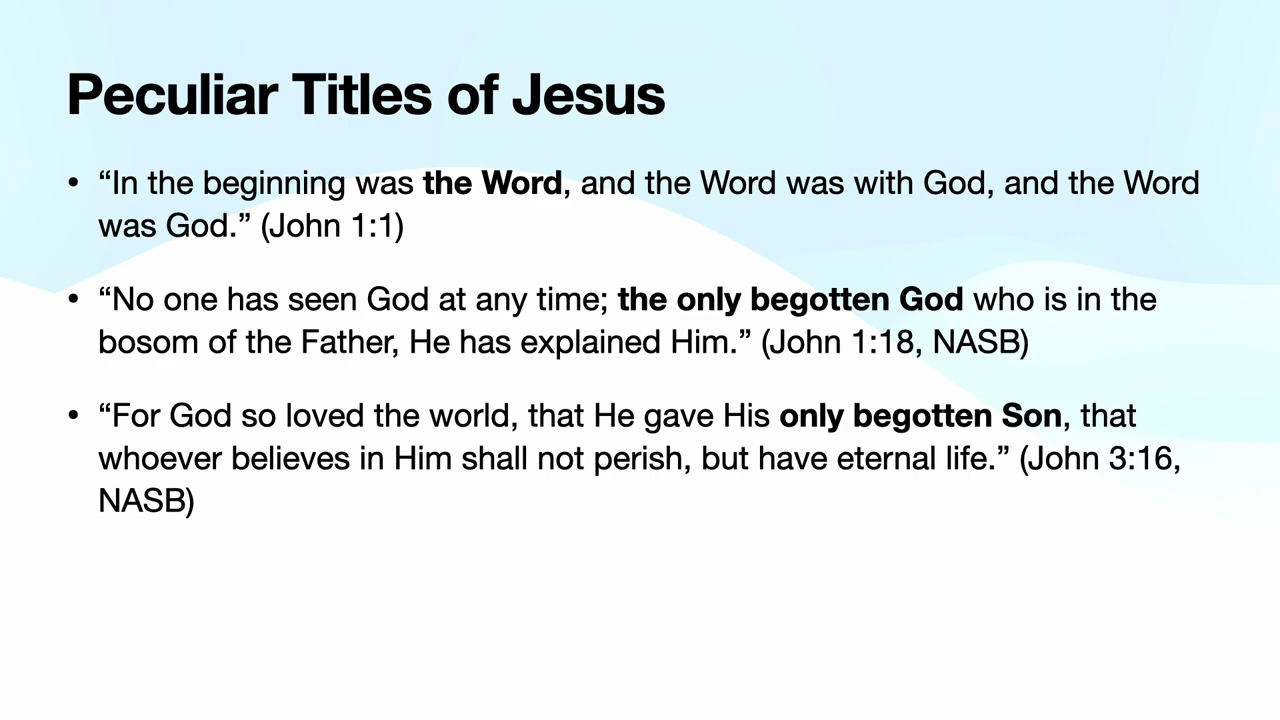 Peculiar Titles of Jesus
• “In the beginning was the Word, and the Word was with God, and the Word
was God.” (John 1:1)
• “No one has seen God at any time; the only begotten God who is in the
bosom of the Father, He has explained Him.” (John 1:18, NASB)
• “For God so loved the world, that He gave His only begotten Son, that
whoever believes in Him shall not perish, but have eternal life.” (John 3:16,
NASB)